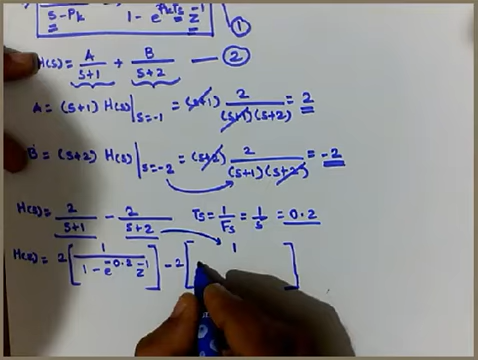 1/(s-Pk) 1 - e^(PkTs) z^-1 ①
H(s) = A/(s+1) + B/(s+2) — ②
A = (s+1) H(s)|s=-1 = (s+1) 2/((s+1)(s+2)) = 2
B = (s+2) H(s)|s=-2 = (s+2) 2/((s+1)(s+2)) = -2
H(s) = 2/(s+1) - 2/(s+2) Ts = 1/Fs = 1/5 = 0.2
H(s) = 2[1/(1 - e^-0.2 z^-1)] - 2[1